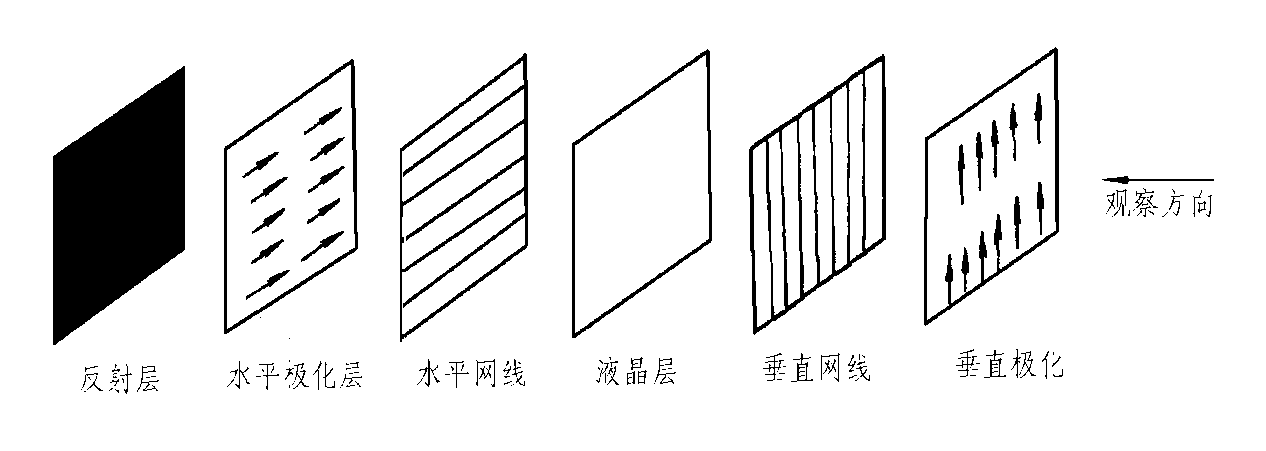 观察方向
反射层
水平极化层
水平网线
液晶层
垂直网线
垂直极化